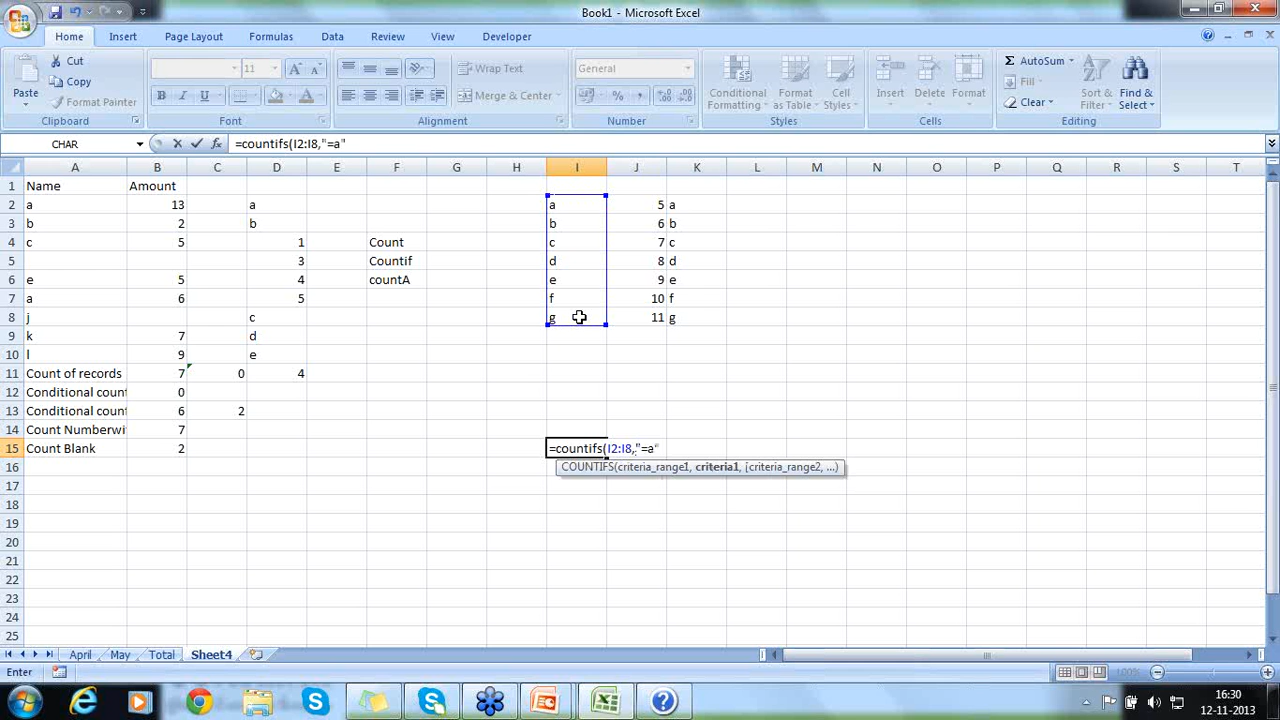 Book1 - Microsoft Excel
Home Insert Page Layout Formulas Data Review View Developer
Cut
Copy
Format Painter
Paste
Clipboard
11 A A
B I U
Font
Wrap Text
Merge & Center
Alignment
General
% ,
Number
Conditional Formatting
Format as Table
Cell Styles
Styles
Insert Delete Format
Cells
Σ AutoSum
Fill
Clear
Sort & Filter
Find & Select
Editing
CHAR fx =countifs(I2:I8,"=a"
A B C D E F G H I J K L M N O P Q R S T
1 Name Amount
2 a 13 a a 5 a
3 b 2 b b 6 b
4 c 5 1 Count c 7 c
5 3 Countif d 8 d
6 e 5 4 countA e 9 e
7 a 6 5 f 10 f
8 j c g 11 g
9 k 7 d
10 l 9 e
11 Count of records 7 0 4
12 Conditional count 0
13 Conditional count 6 2
14 Count Numberwi 7
15 Count Blank 2 =countifs(I2:I8,"=a"
COUNTIFS(criteria_range1, criteria1, [criteria_range2, ...)
16
17
18
19
20
21
22
23
24
25
April May Total Sheet4
Enter 100%
16:30
12-11-2013